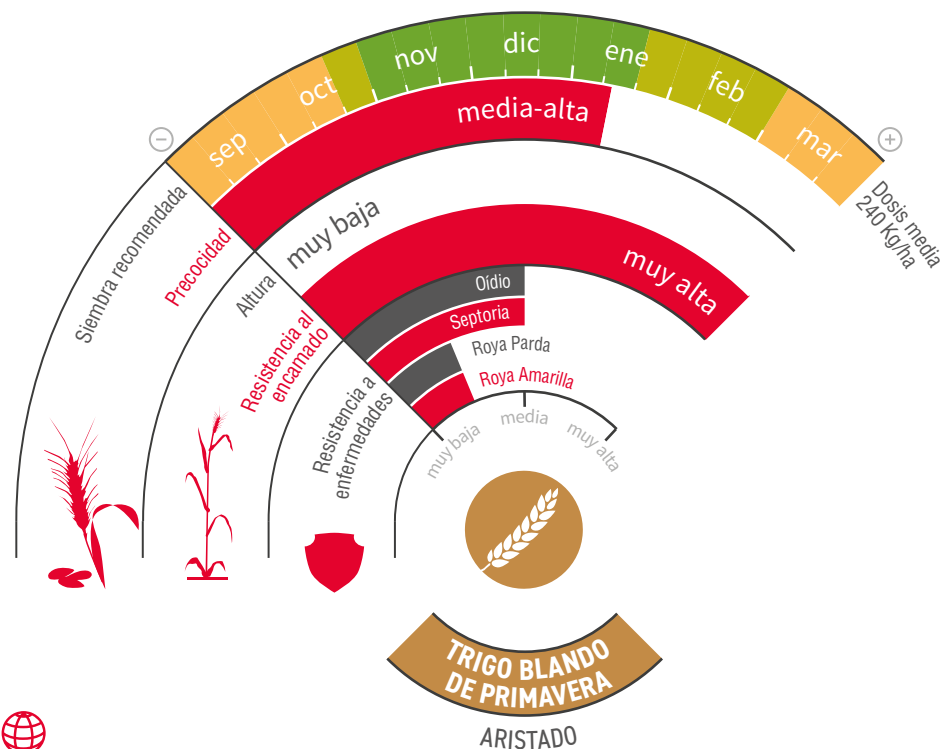 sep
oct
nov
dic
ene
feb
mar
Siembra recomendada
Dosis media
240 Kg/ha
Precocidad
media-alta
Altura
muy baja
Resistencia al
encamado
muy alta
Resistencia a
enfermedades
Oídio
Septoria
Roya Parda
Roya Amarilla
muy baja
media
muy alta
TRIGO BLANDO
DE PRIMAVERA
ARISTADO